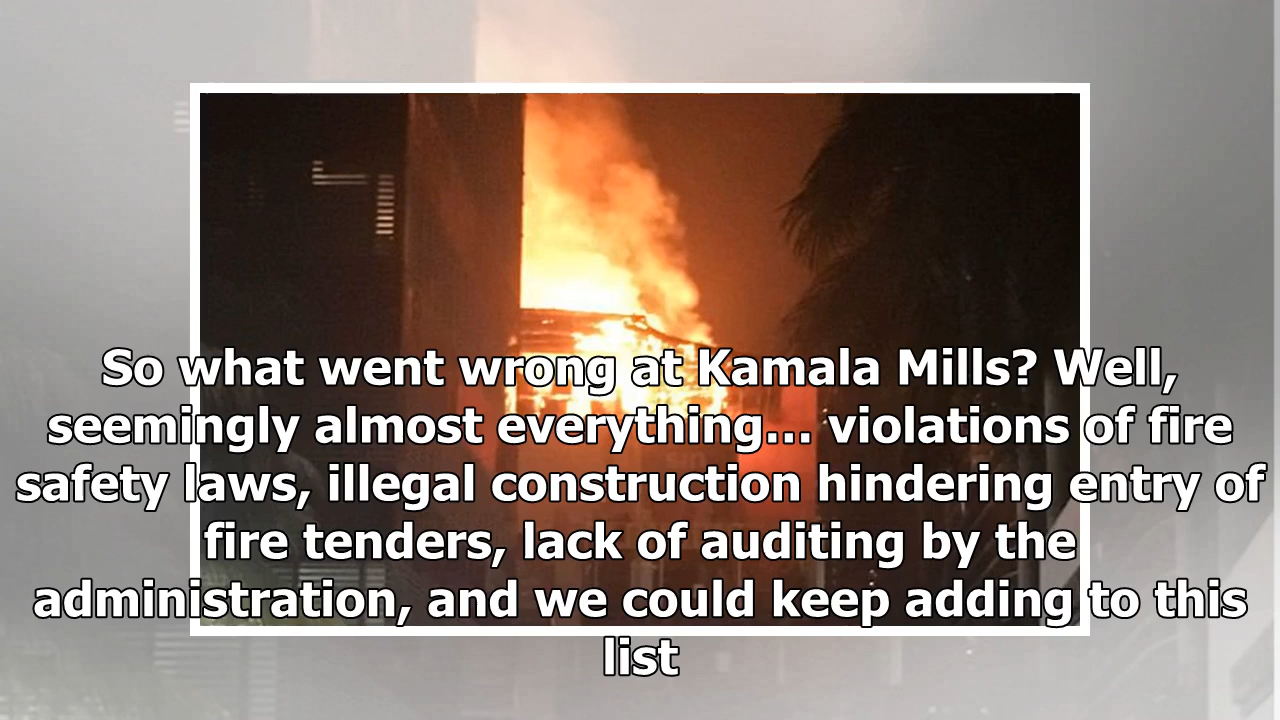 So what went wrong at Kamala Mills? Well,
seemingly almost everything... violations of fire
safety laws, illegal construction hindering entry of
fire tenders, lack of auditing by the
administration, and we could keep adding to this
list